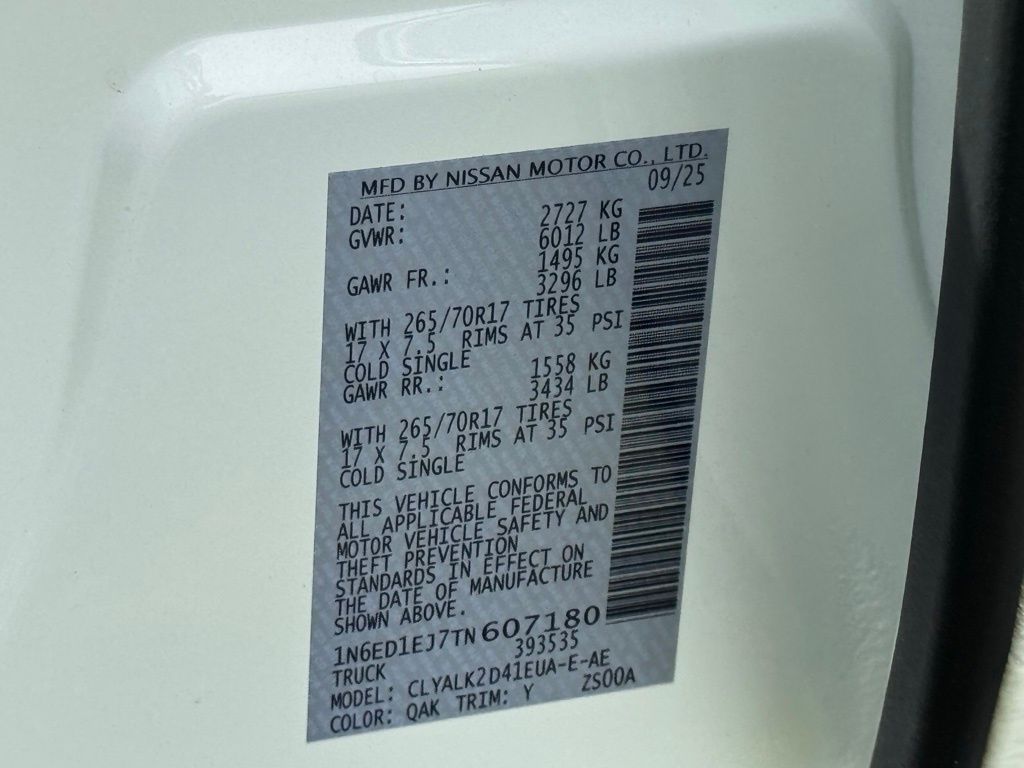 MFD BY NISSAN MOTOR CO., LTD.
DATE: 09/25
GVWR: 2727 KG
6012 LB
GAWR FR.: 1495 KG
3296 LB
WITH 265/70R17 TIRES
17 X 7.5 RIMS AT 35 PSI
COLD SINGLE
GAWR RR.: 1558 KG
3434 LB
WITH 265/70R17 TIRES
17 X 7.5 RIMS AT 35 PSI
COLD SINGLE
THIS VEHICLE CONFORMS TO
ALL APPLICABLE FEDERAL
MOTOR VEHICLE SAFETY AND
THEFT PREVENTION
STANDARDS IN EFFECT ON
THE DATE OF MANUFACTURE
SHOWN ABOVE.
1N6ED1EJ7TN607180
TRUCK 393535
MODEL: CLYALK2D41EUA-E-AE
COLOR: QAK TRIM: Y ZS00A